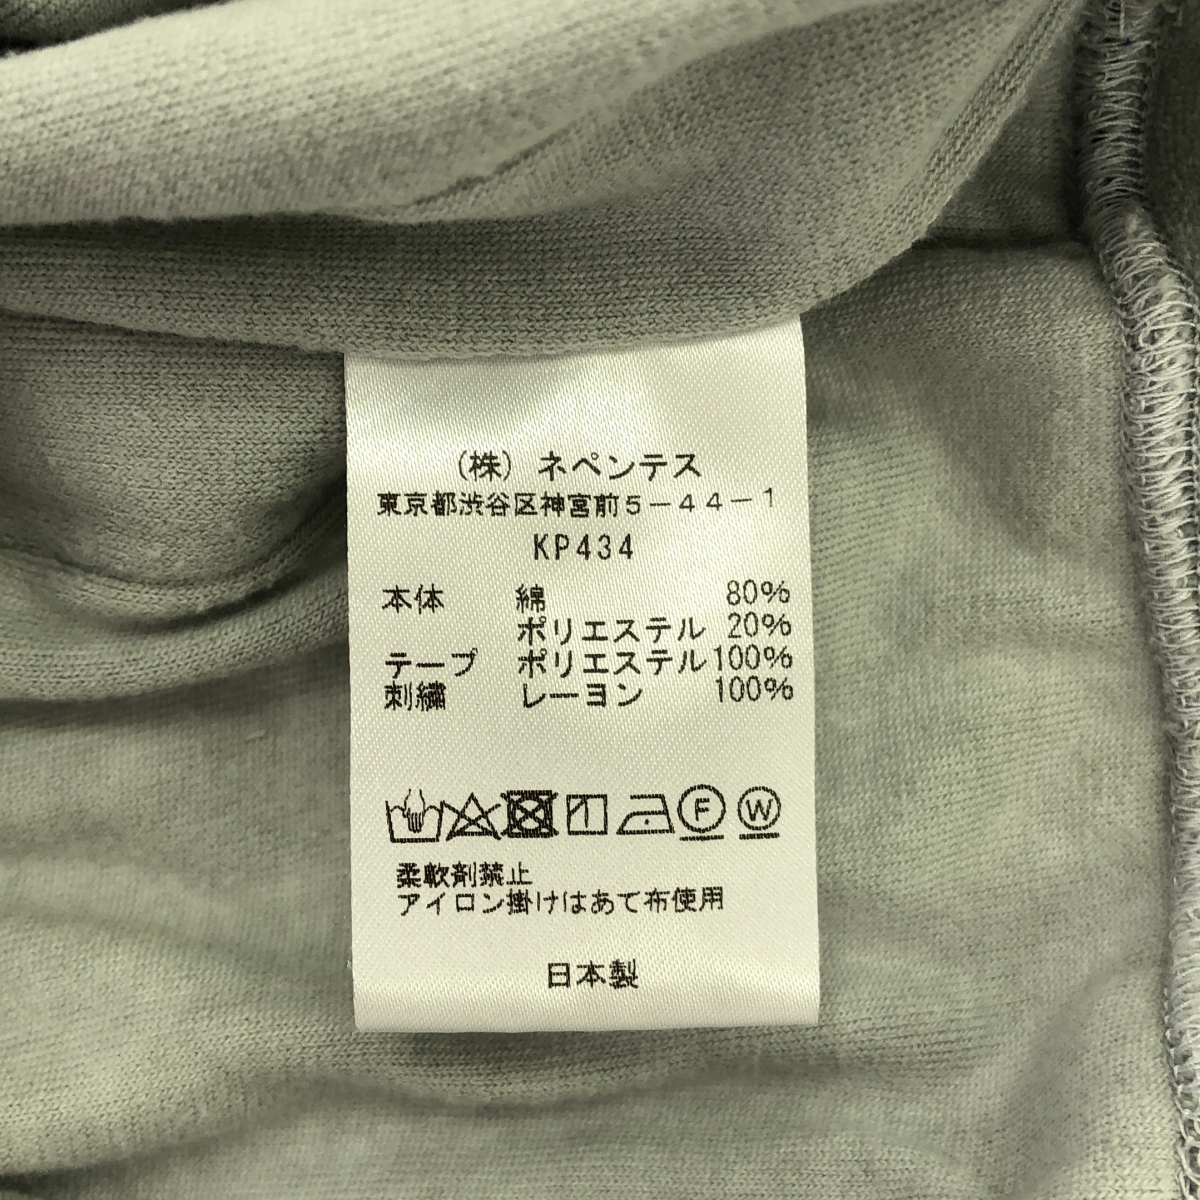 (株) ネペンテス
東京都渋谷区神宮前5-44-1
KP434
本体 綿 80%
ポリエステル 20%
テープ ポリエステル 100%
刺繍 レーヨン 100%
F W
柔軟剤禁止
アイロン掛けはあて布使用
日本製